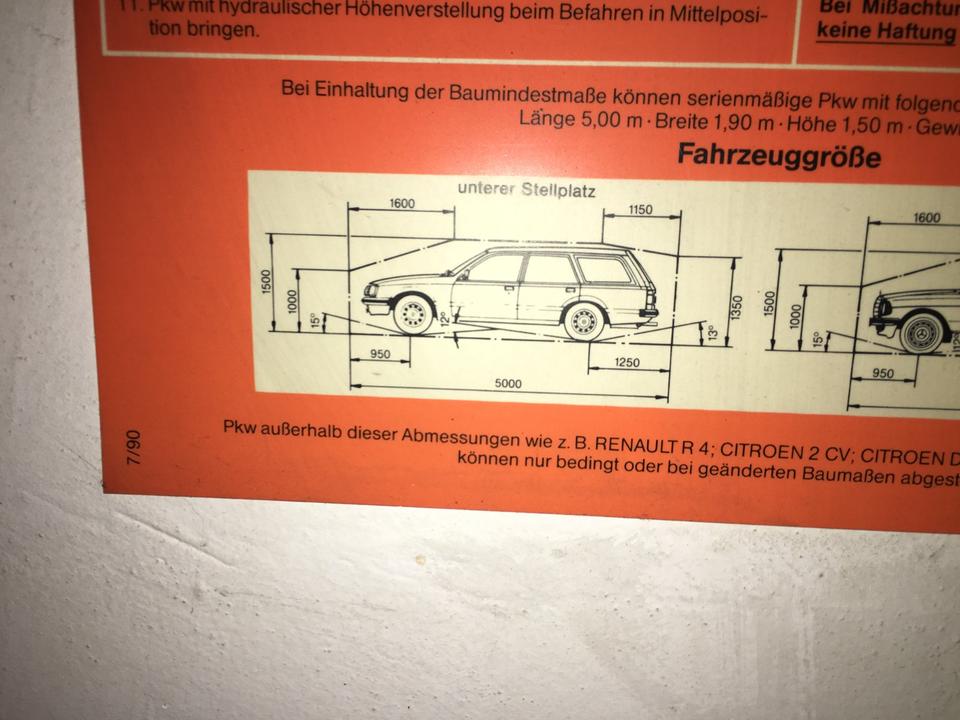 11. Pkw mit hydraulischer Höhenverstellung beim Befahren in Mittelposi-
tion bringen.
Bei Mißachtu
keine Haftung
Bei Einhaltung der Baumindestmaße können serienmäßige Pkw mit folgend
Länge 5,00 m · Breite 1,90 m · Höhe 1,50 m · Gew
Fahrzeuggröße
unterer Stellplatz
1600
1150
1500
1000
15°
12°
13°
1350
950
1250
5000
1600
1500
1000
15°
950
7/90
Pkw außerhalb dieser Abmessungen wie z. B. RENAULT R 4; CITROEN 2 CV; CITROEN D
können nur bedingt oder bei geänderten Baumaßen abgest